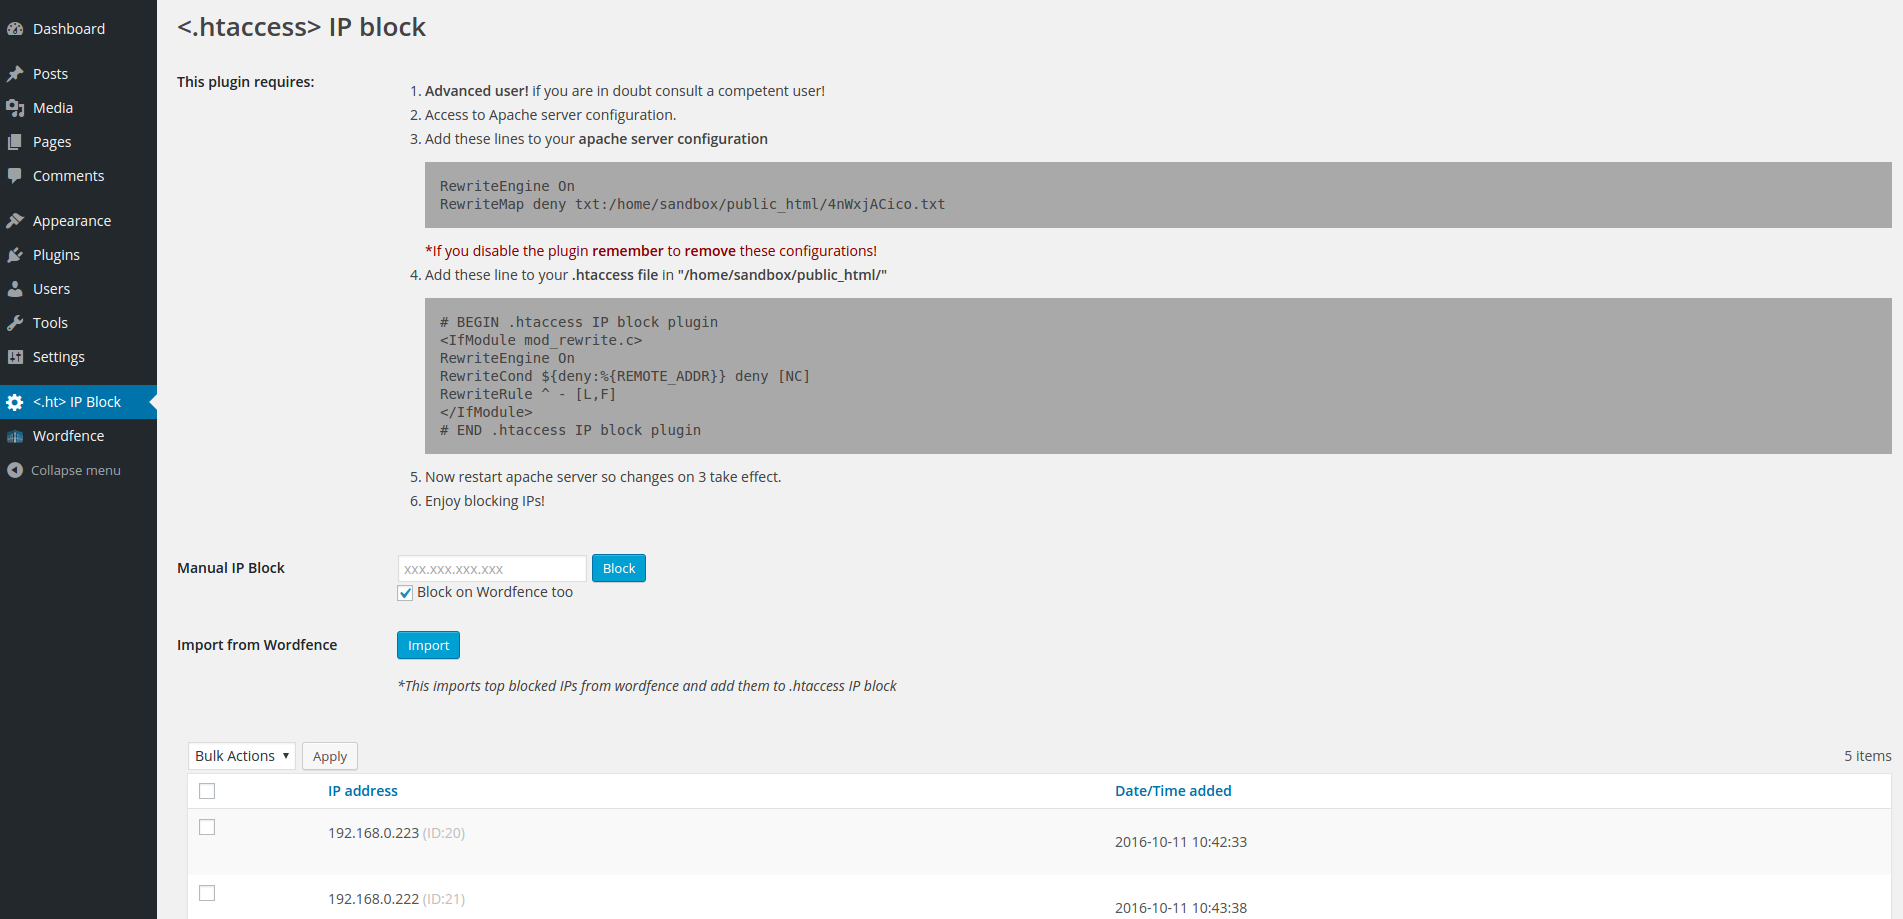 Dashboard
Posts
Media
Pages
Comments
Appearance
Plugins
Users
Tools
Settings
<.ht> IP Block
Wordfence
Collapse menu
<.htaccess> IP block
This plugin requires:
1. Advanced user! if you are in doubt consult a competent user!
2. Access to Apache server configuration.
3. Add these lines to your apache server configuration
RewriteEngine On
RewriteMap deny txt:/home/sandbox/public_html/4nWxjACico.txt
*If you disable the plugin remember to remove these configurations!
4. Add these line to your .htaccess file in "/home/sandbox/public_html/"
# BEGIN .htaccess IP block plugin
<IfModule mod_rewrite.c>
RewriteEngine On
RewriteCond ${deny:%{REMOTE_ADDR}} deny [NC]
RewriteRule ^ - [L,F]
</IfModule>
# END .htaccess IP block plugin
5. Now restart apache server so changes on 3 take effect.
6. Enjoy blocking IPs!
Manual IP Block
xxx.xxx.xxx.xxx
Block
Block on Wordfence too
Import from Wordfence
Import
*This imports top blocked IPs from wordfence and add them to .htaccess IP block
Bulk Actions
Apply
5 items
IP address
Date/Time added
192.168.0.223 (ID:20)
2016-10-11 10:42:33
192.168.0.222 (ID:21)
2016-10-11 10:43:38